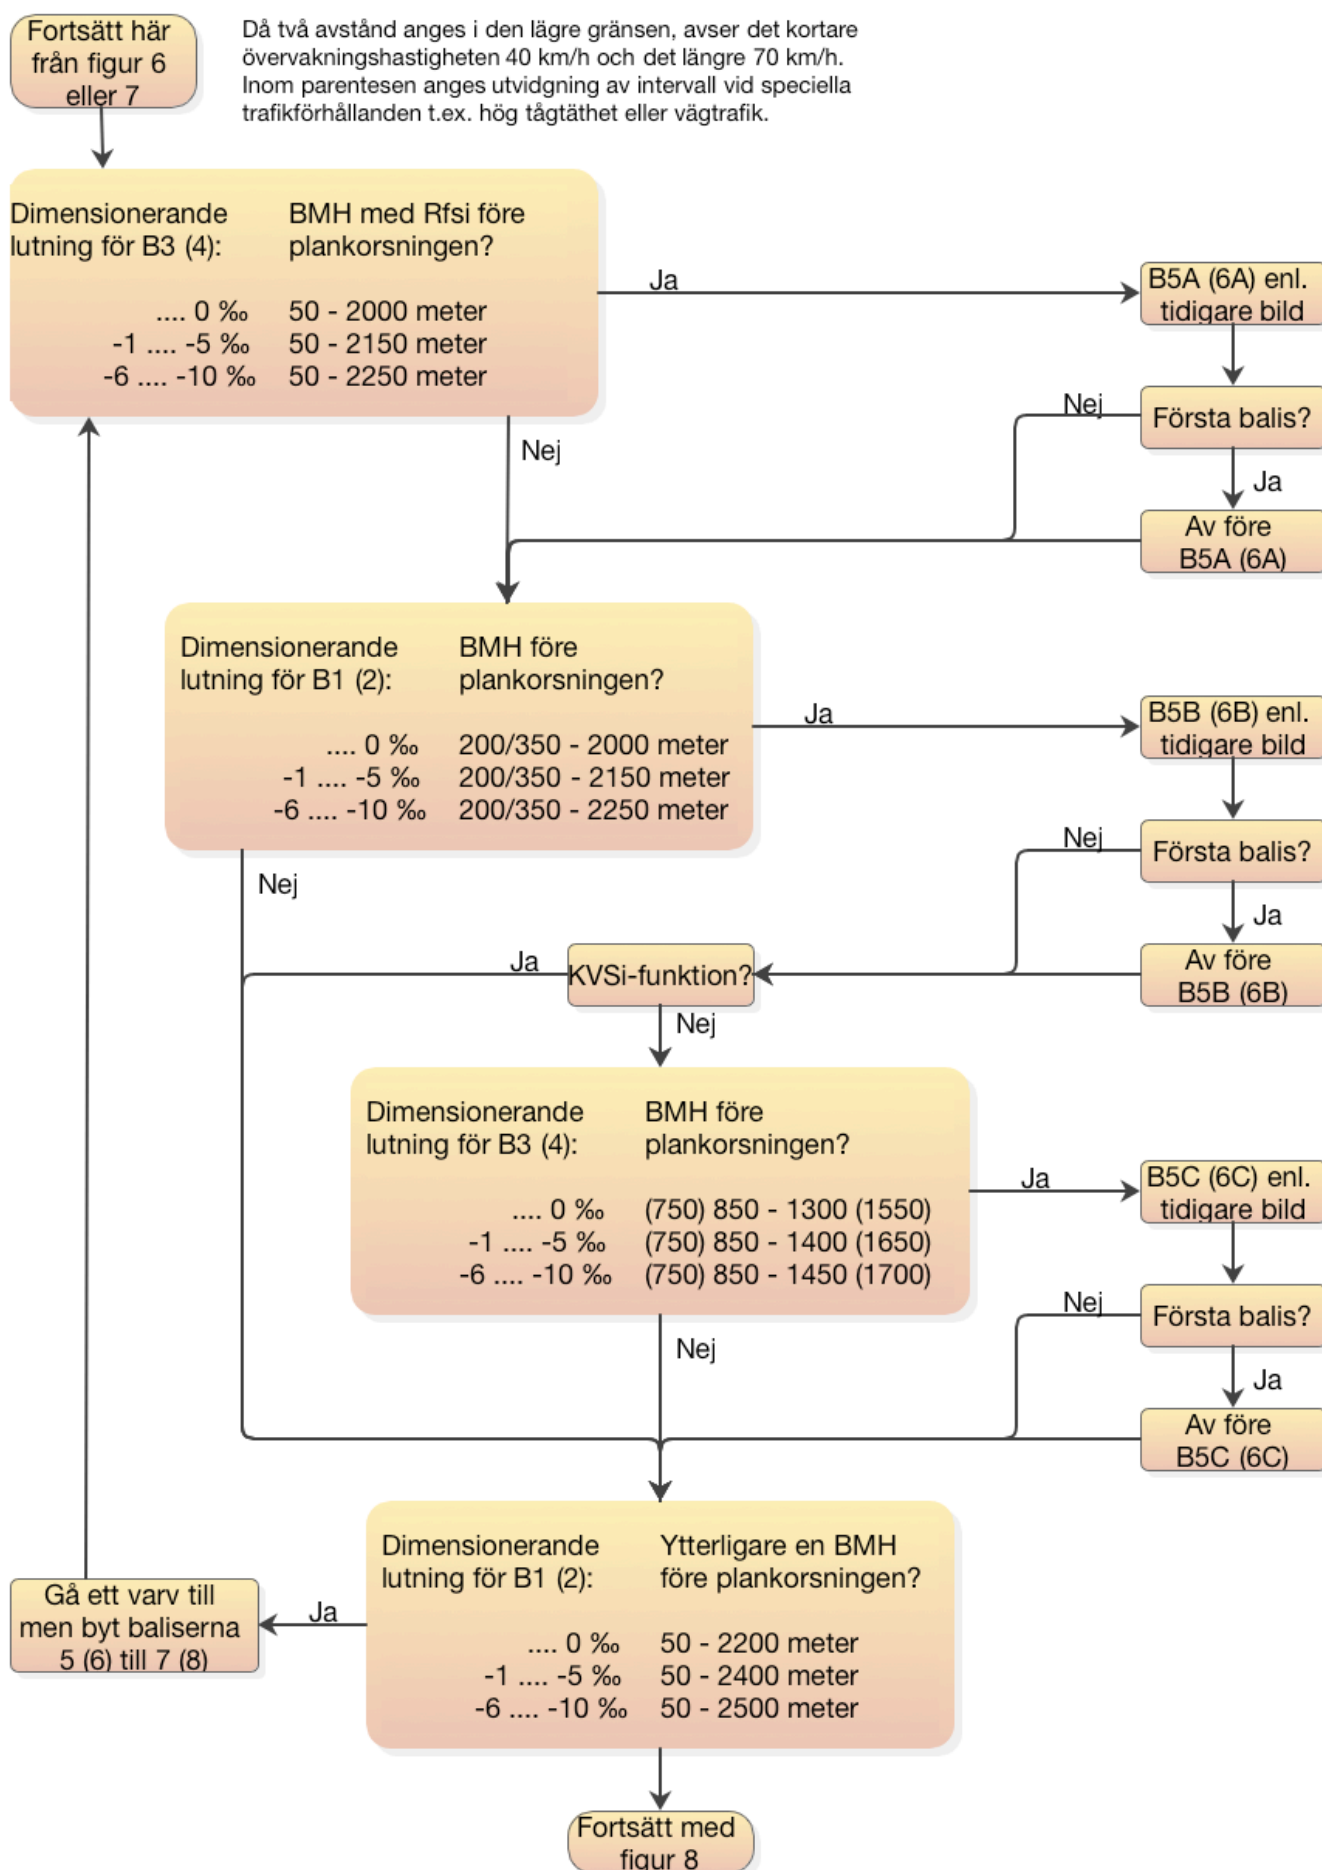 Fortsätt här
från figur 6
eller 7
Då två avstånd anges i den lägre gränsen, avser det kortare
övervakningshastigheten 40 km/h och det längre 70 km/h.
Inom parentesen anges utvidgning av intervall vid speciella
trafikförhållanden t.ex. hög tågtäthet eller vägtrafik.
Dimensionerande BMH med Rfsi före
lutning för B3 (4): plankorsningen?
.... 0 ‰ 50 - 2000 meter
-1 .... -5 ‰ 50 - 2150 meter
-6 .... -10 ‰ 50 - 2250 meter
Ja
B5A (6A) enl.
tidigare bild
Nej
Första balis?
Nej
Ja
Av före
B5A (6A)
Dimensionerande BMH före
lutning för B1 (2): plankorsningen?
.... 0 ‰ 200/350 - 2000 meter
-1 .... -5 ‰ 200/350 - 2150 meter
-6 .... -10 ‰ 200/350 - 2250 meter
Ja
B5B (6B) enl.
tidigare bild
Nej
Första balis?
Nej
Ja
Av före
B5B (6B)
Ja
KVSi-funktion?
Nej
Dimensionerande BMH före
lutning för B3 (4): plankorsningen?
.... 0 ‰ (750) 850 - 1300 (1550)
-1 .... -5 ‰ (750) 850 - 1400 (1650)
-6 .... -10 ‰ (750) 850 - 1450 (1700)
Ja
B5C (6C) enl.
tidigare bild
Nej
Första balis?
Nej
Ja
Av före
B5C (6C)
Dimensionerande Ytterligare en BMH
lutning för B1 (2): före plankorsningen?
.... 0 ‰ 50 - 2200 meter
-1 .... -5 ‰ 50 - 2400 meter
-6 .... -10 ‰ 50 - 2500 meter
Ja
Gå ett varv till
men byt baliserna
5 (6) till 7 (8)
Fortsätt med
figur 8